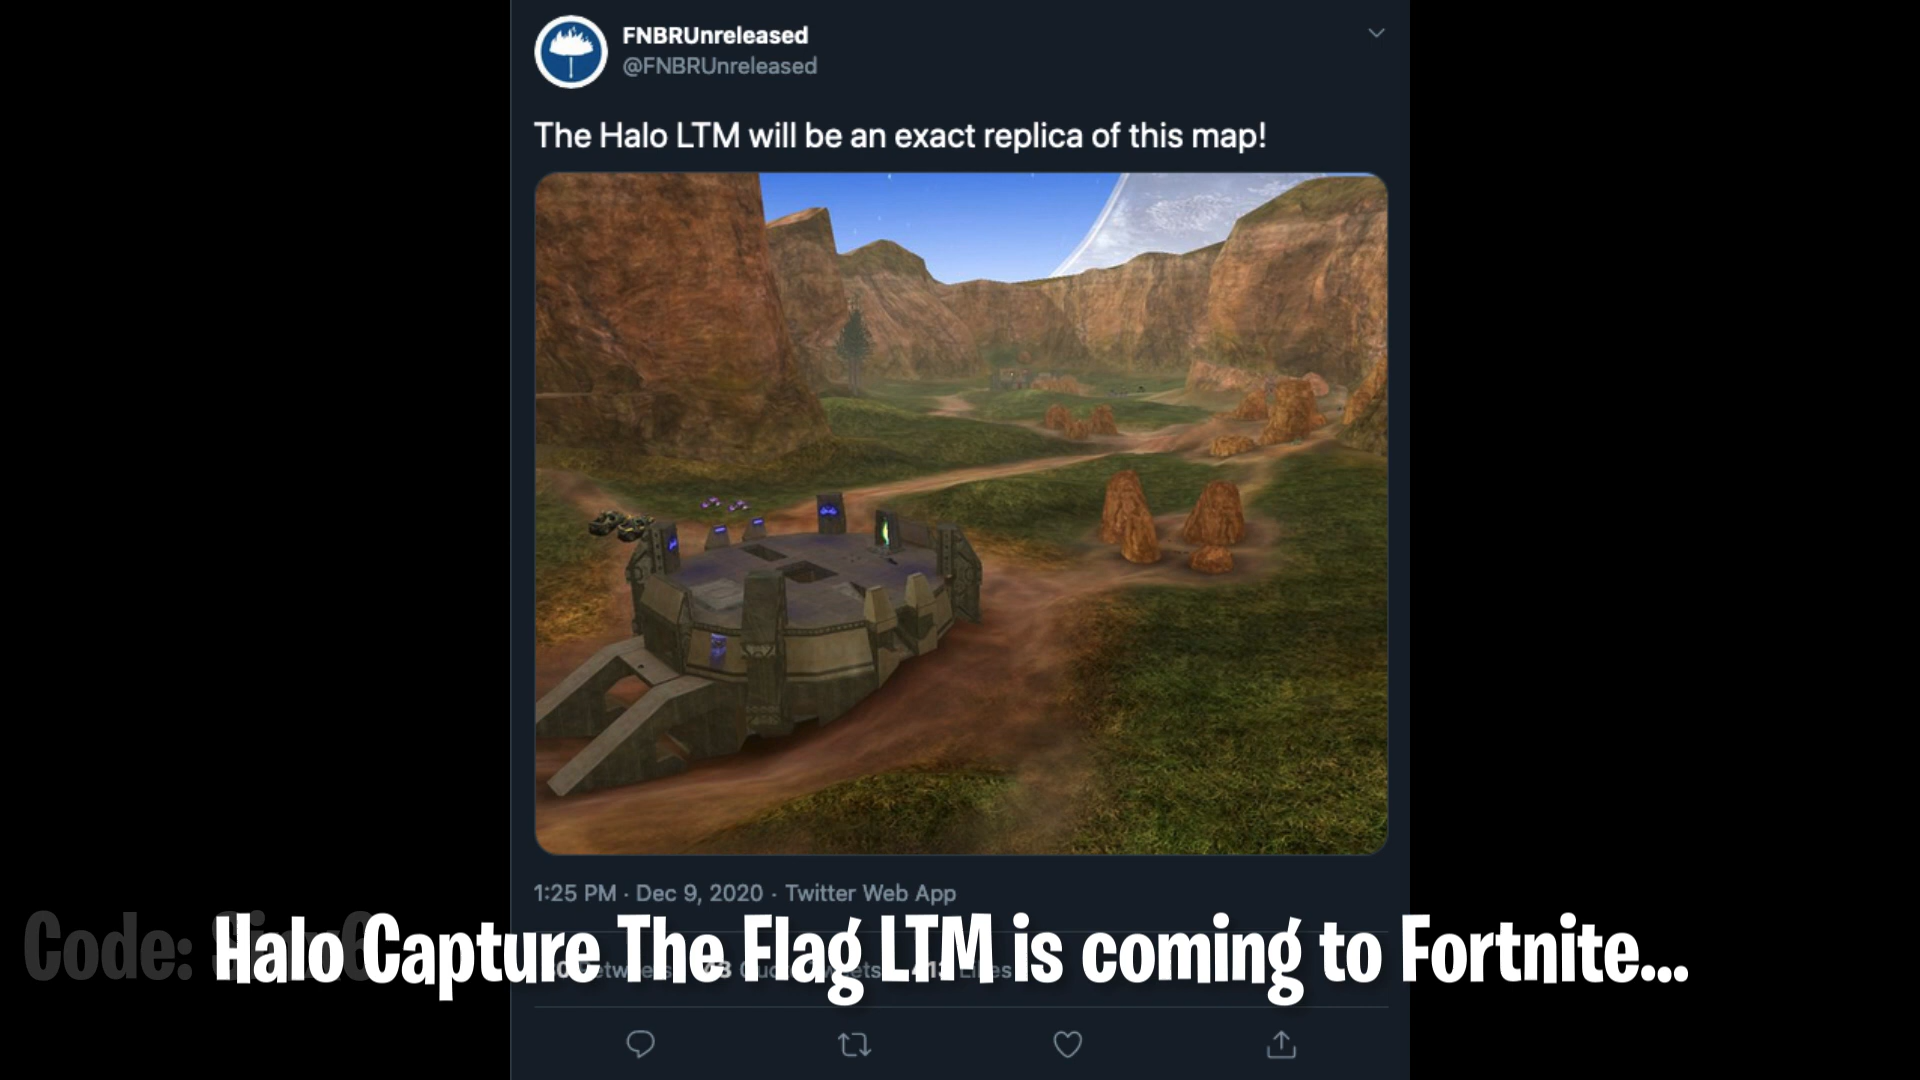 FNBRUnreleased
@FNBRUnreleased
The Halo LTM will be an exact replica of this map!
1:25 PM · Dec 9, 2020 · Twitter Web App
Code:
Halo Capture The Flag LTM is coming to Fortnite...